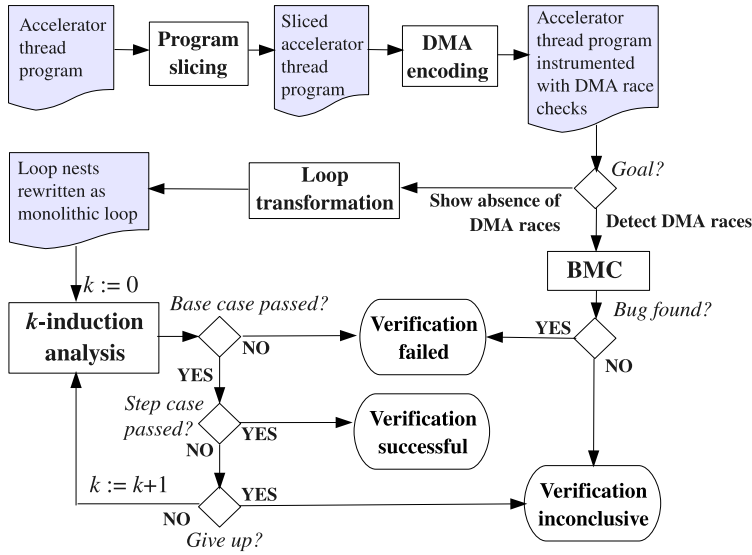 Accelerator
thread
program
Program
slicing
Sliced
accelerator
thread
program
DMA
encoding
Accelerator
thread program
instrumented
with DMA race
checks
Goal?
Show absence of
DMA races
Detect DMA races
Loop
transformation
Loop nests
rewritten as
monolithic loop
BMC
Bug found?
YES
NO
k := 0
k-induction
analysis
Base case passed?
NO
YES
Verification
failed
Step case
passed?
YES
NO
Verification
successful
k := k+1
YES
NO
Give up?
Verification
inconclusive